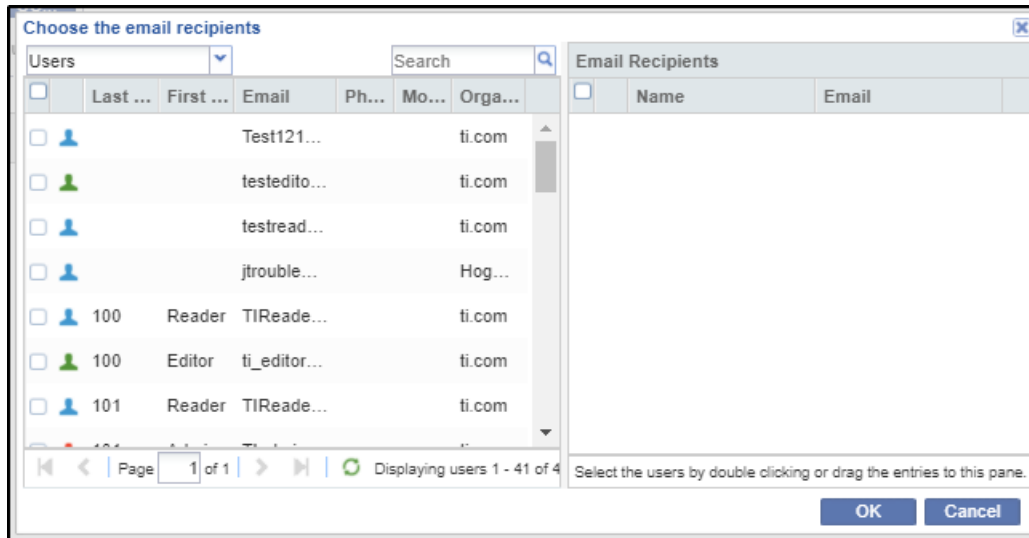 Choose the email recipients
Users
Search
Email Recipients
Last ... First ... Email Ph... Mo... Orga...
Name Email
Test121... ti.com
testedito... ti.com
testread... ti.com
jtrouble... Hog...
100 Reader TIReade... ti.com
100 Editor ti_editor... ti.com
101 Reader TIReade... ti.com
Page 1 of 1 Displaying users 1 - 41 of 4
Select the users by double clicking or drag the entries to this pane.
OK Cancel